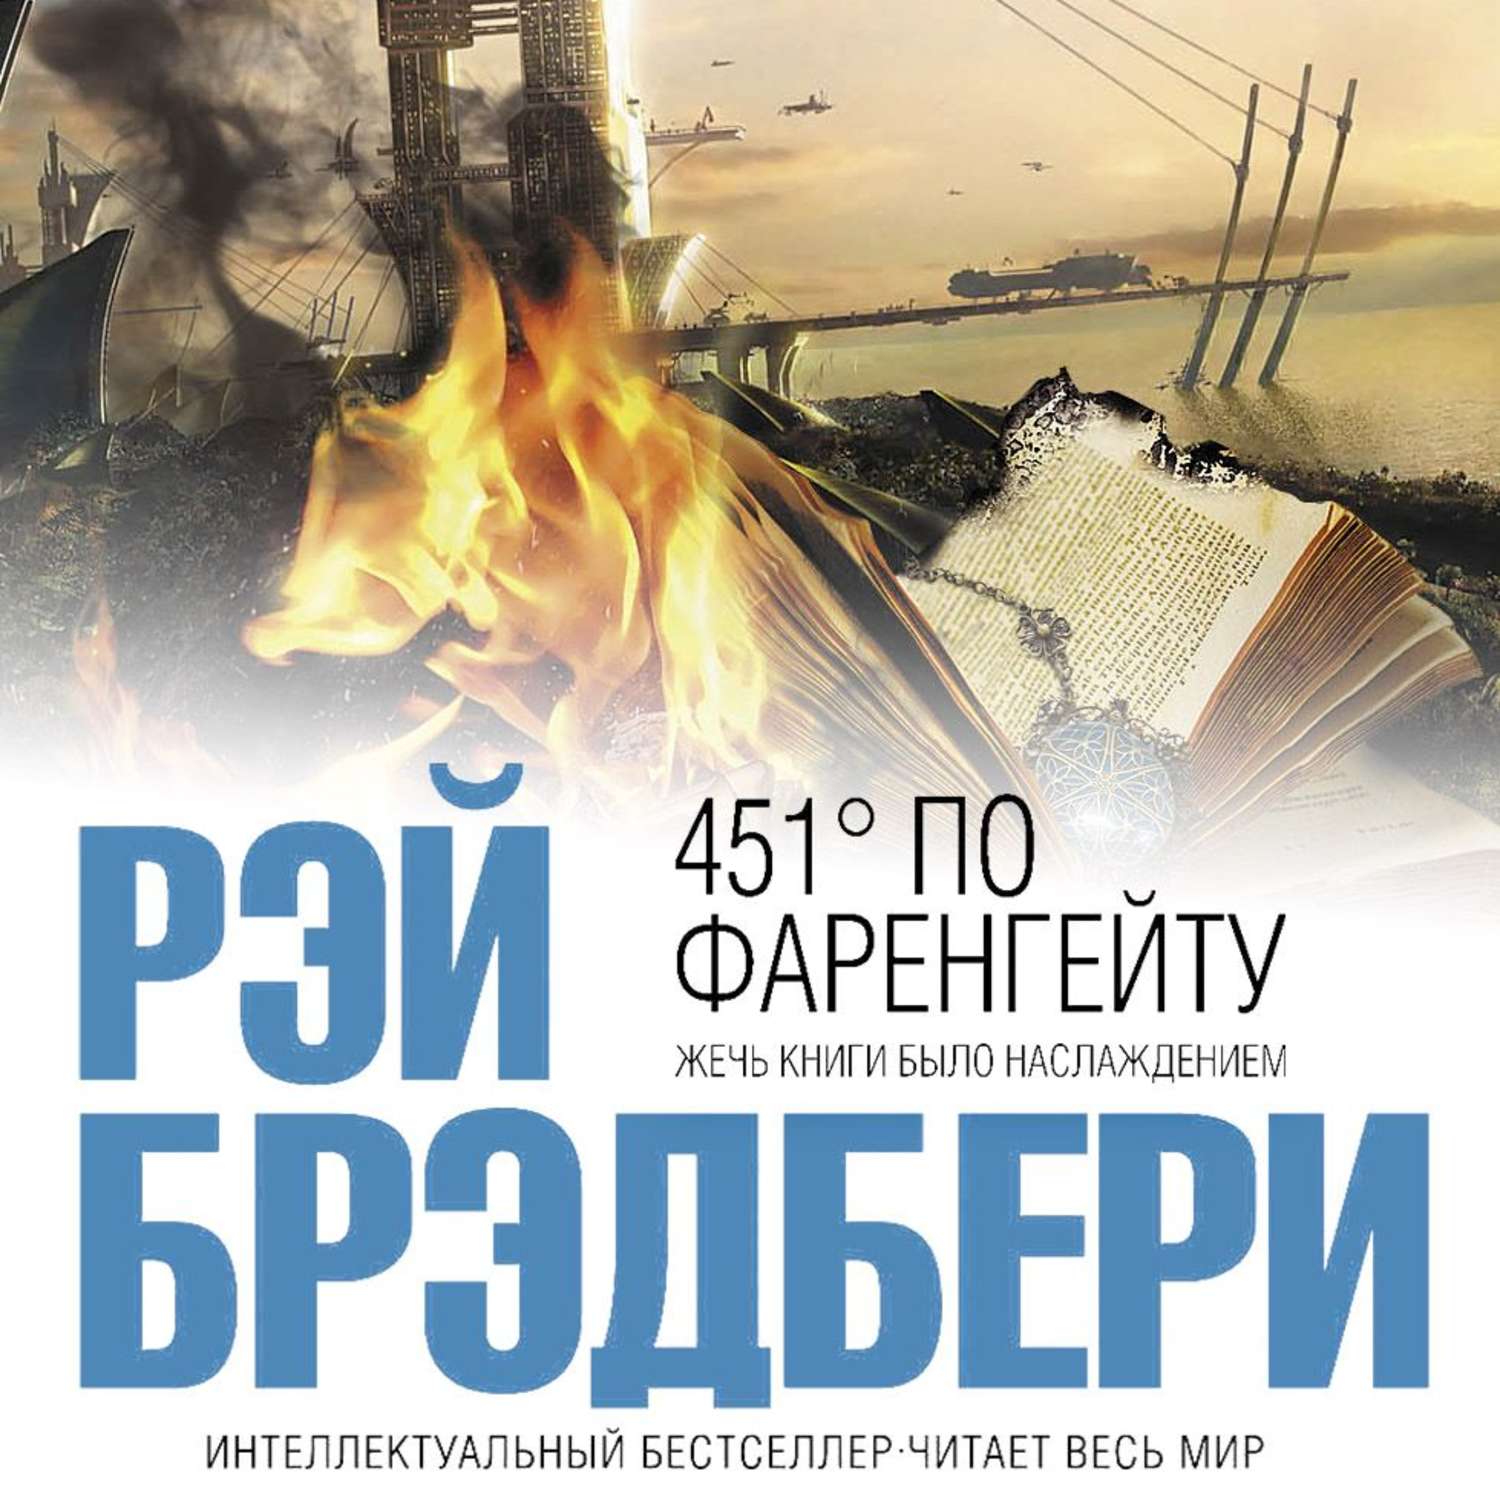 РЭЙ
451° ПО
ФАРЕНГЕЙТУ
ЖЕЧЬ КНИГИ БЫЛО НАСЛАЖДЕНИЕМ
БРЭДБЕРИ
ИНТЕЛЛЕКТУАЛЬНЫЙ БЕСТСЕЛЛЕР·ЧИТАЕТ ВЕСЬ МИР